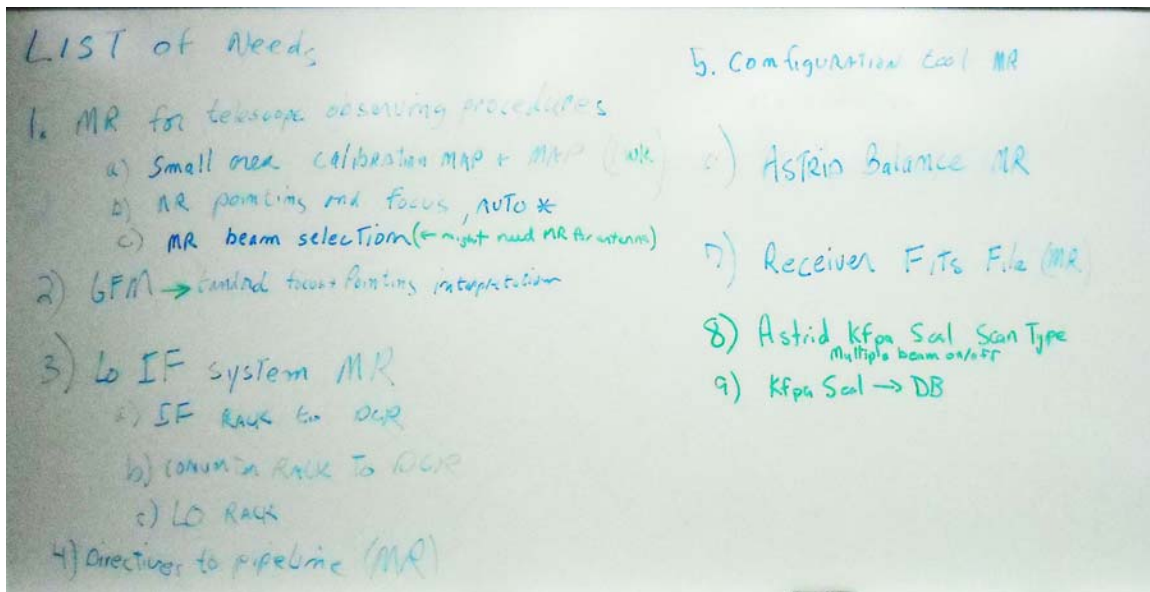 LIST of Needs
1. MR for telescope observing procedures
a) Small area calibration MAP + MAP
b) MR pointing and focus, AUTO *
c) MR beam selection (← might need MR for antenna)
2) GFM → focus + Pointing interpretation
3) Lo IF system MR
a) IF RACK to DCR
b) RACK To DCR
c) LO RACK
4) Directives to pipeline (MR)
5. Configuration tool MR
) ASTRID Balance MR
7) Receiver FITS File (MR)
8) Astrid Kfpa Scal Scan Type
Multiple beam on/off
9) Kfpa Scal → DB